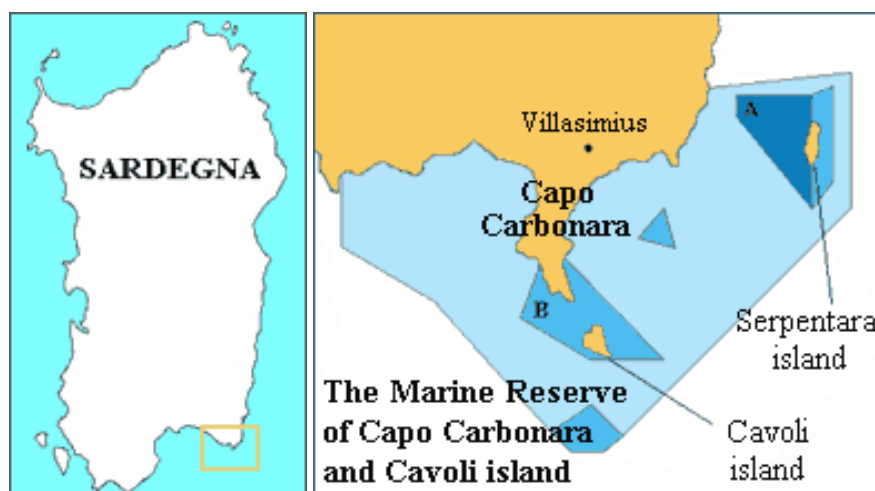 SARDEGNA
A
Villasimius
Capo
Carbonara
B
Serpentara
island
The Marine Reserve
of Capo Carbonara
and Cavoli island
Cavoli
island